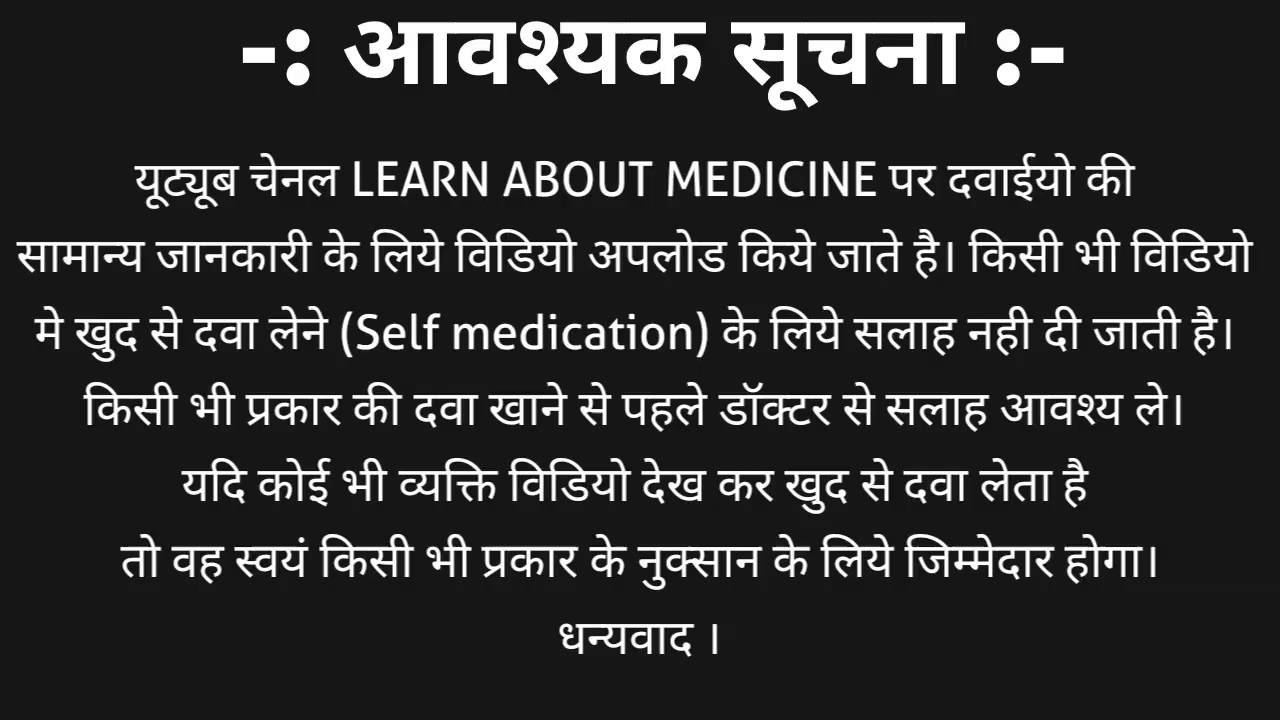 -: आवश्यक सूचना :-
यूट्यूब चेनल LEARN ABOUT MEDICINE पर दवाईयो की
सामान्य जानकारी के लिये विडियो अपलोड किये जाते है। किसी भी विडियो
मे खुद से दवा लेने (Self medication) के लिये सलाह नही दी जाती है।
किसी भी प्रकार की दवा खाने से पहले डॉक्टर से सलाह आवश्य ले।
यदि कोई भी व्यक्ति विडियो देख कर खुद से दवा लेता है
तो वह स्वयं किसी भी प्रकार के नुक्सान के लिये जिम्मेदार होगा।
धन्यवाद ।